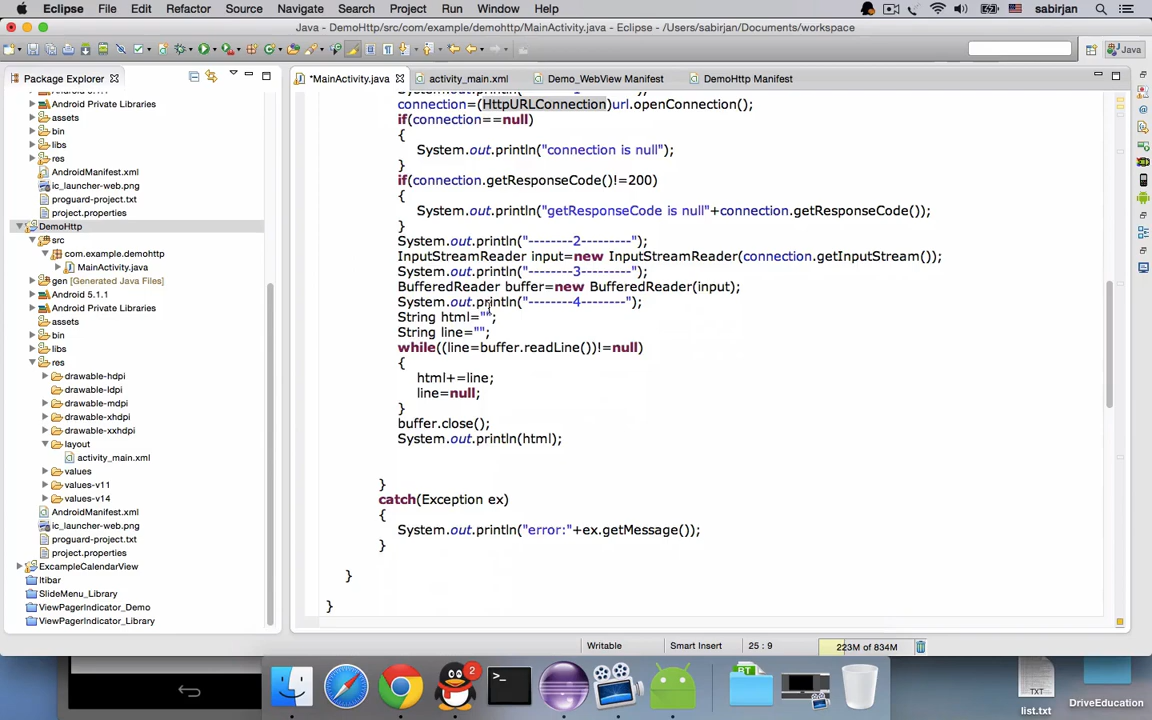 Eclipse File Edit Refactor Source Navigate Search Project Run Window Help sabirjan
Java - DemoHttp/src/com/example/demohttp/MainActivity.java - Eclipse - /Users/sabirjan/Documents/workspace
Java
Package Explorer
*MainActivity.java
activity_main.xml
Demo_WebView Manifest
DemoHttp Manifest
Android Private Libraries
assets
bin
libs
res
AndroidManifest.xml
ic_launcher-web.png
proguard-project.txt
project.properties
DemoHttp
src
com.example.demohttp
MainActivity.java
gen [Generated Java Files]
Android 5.1.1
Android Private Libraries
assets
bin
libs
res
drawable-hdpi
drawable-ldpi
drawable-mdpi
drawable-xhdpi
drawable-xxhdpi
layout
activity_main.xml
values
values-v11
values-v14
AndroidManifest.xml
ic_launcher-web.png
proguard-project.txt
project.properties
ExcampleCalendarView
Itibar
SlideMenu_Library
ViewPagerIndicator_Demo
ViewPagerIndicator_Library
connection=(HttpURLConnection)url.openConnection();
if(connection==null)
{
System.out.println("connection is null");
}
if(connection.getResponseCode()!=200)
{
System.out.println("getResponseCode is null"+connection.getResponseCode());
}
System.out.println("--------2---------");
InputStreamReader input=new InputStreamReader(connection.getInputStream());
System.out.println("--------3---------");
BufferedReader buffer=new BufferedReader(input);
System.out.println("--------4--------");
String html="";
String line="";
while((line=buffer.readLine())!=null)
{
html+=line;
line=null;
}
buffer.close();
System.out.println(html);
}
catch(Exception ex)
{
System.out.println("error:"+ex.getMessage());
}
}
}
Writable
Smart Insert
25 : 9
223M of 834M
2
BT
TXT
list.txt
DriveEducation